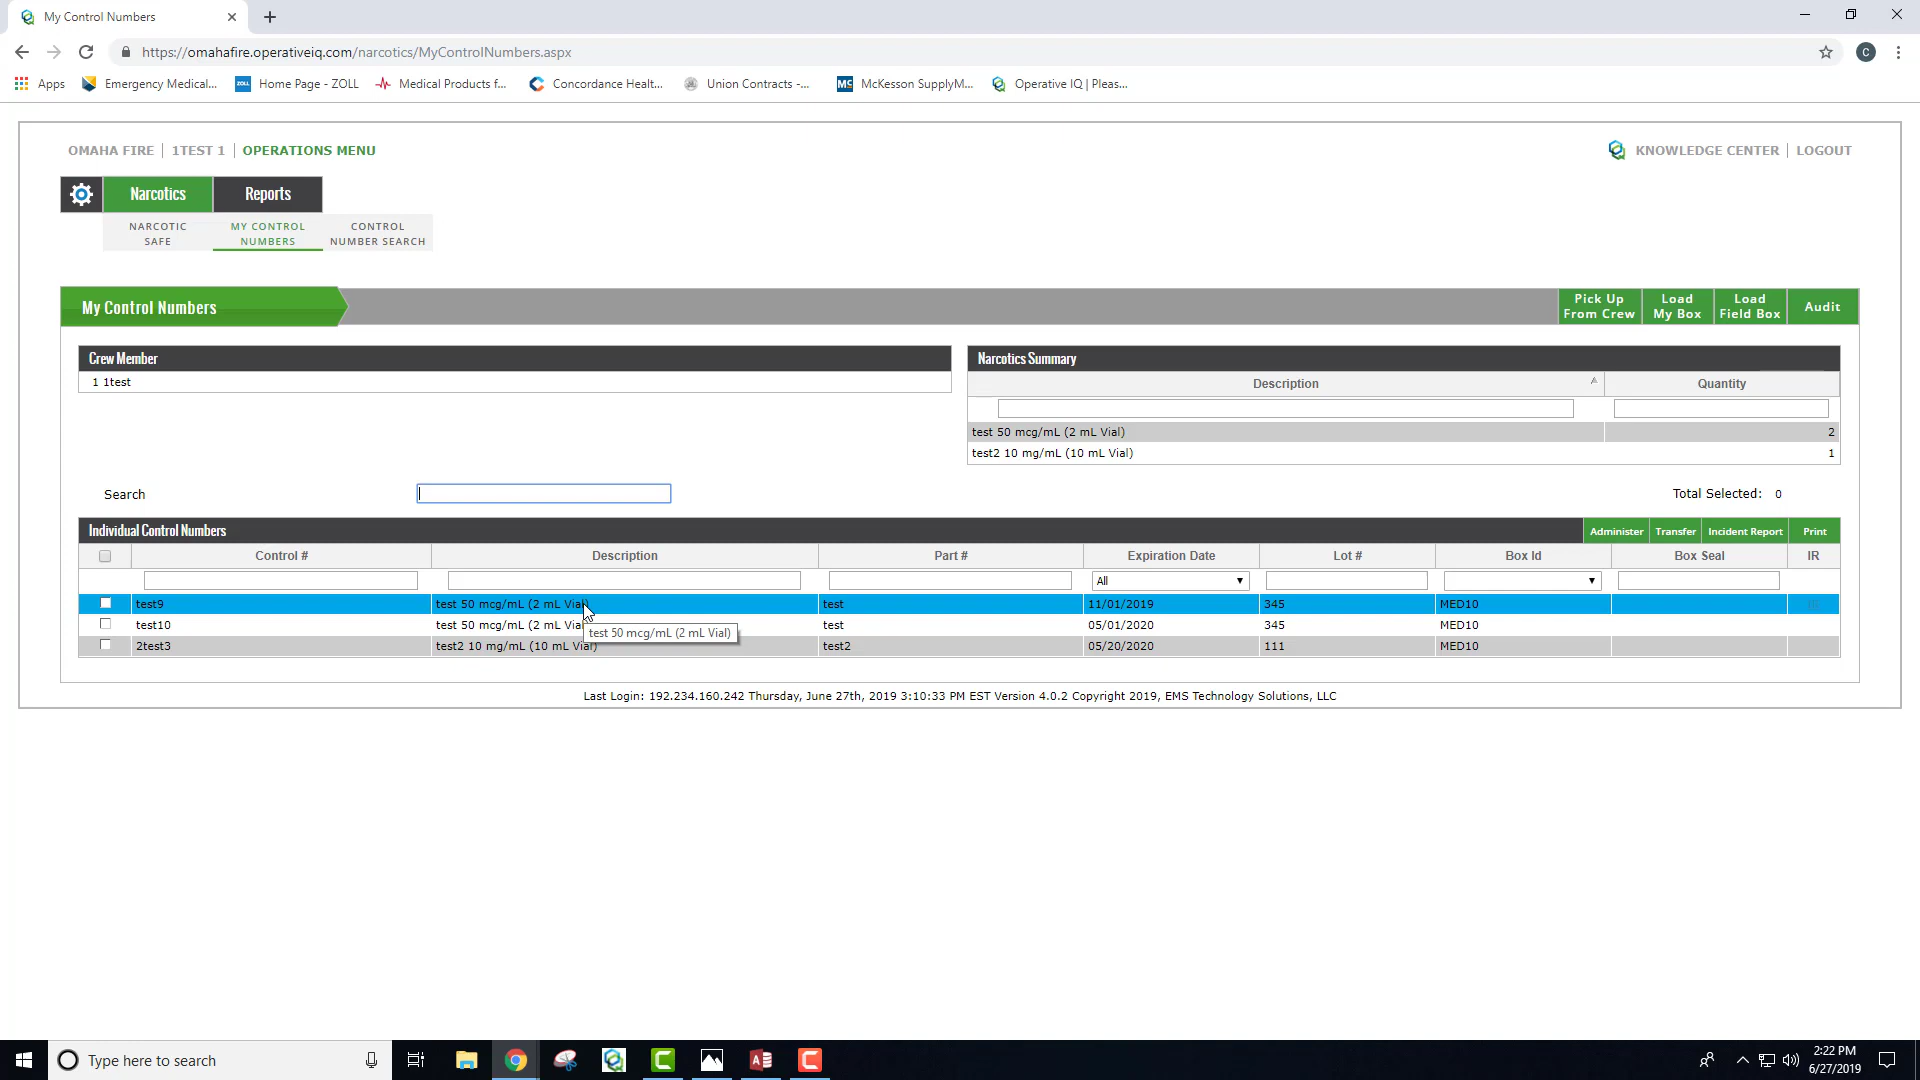 My Control Numbers
https://omahafire.operativeiq.com/narcotics/MyControlNumbers.aspx
C
Apps Emergency Medical... ZOLL Home Page - ZOLL Medical Products f... Concordance Healt... Union Contracts -... MC McKesson SupplyM... Operative IQ | Pleas...
OMAHA FIRE | 1TEST 1 | OPERATIONS MENU
KNOWLEDGE CENTER | LOGOUT
Narcotics Reports
NARCOTIC SAFE
MY CONTROL NUMBERS
CONTROL NUMBER SEARCH
My Control Numbers
Pick Up From Crew
Load My Box
Load Field Box
Audit
Crew Member
1 1test
Narcotics Summary
Description Quantity
test 50 mcg/mL (2 mL Vial) 2
test2 10 mg/mL (10 mL Vial) 1
Search
Total Selected: 0
Individual Control Numbers
Administer Transfer Incident Report Print
Control # Description Part # Expiration Date Lot # Box Id Box Seal IR
All
test9 test 50 mcg/mL (2 mL Vial) test 11/01/2019 345 MED10 IR
test10 test 50 mcg/mL (2 mL Vial test 05/01/2020 345 MED10
test 50 mcg/mL (2 mL Vial)
2test3 test2 10 mg/mL (10 mL Vial) test2 05/20/2020 111 MED10
Last Login: 192.234.160.242 Thursday, June 27th, 2019 3:10:33 PM EST Version 4.0.2 Copyright 2019, EMS Technology Solutions, LLC
Type here to search
2:22 PM
6/27/2019